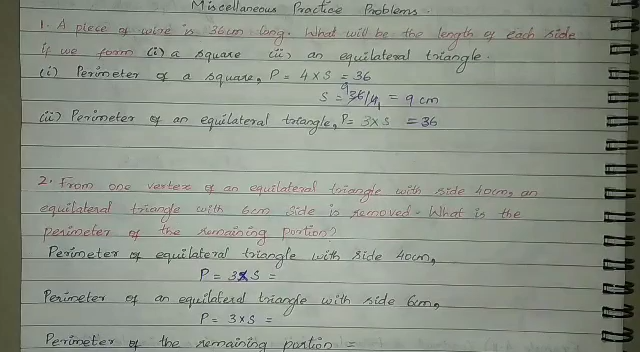 Miscellaneous Practice Problems.
1. A piece of wire is 36cm long. What will be the length of each side
if we form (i) a square (ii) an equilateral triangle.
(i) Perimeter of a square, P = 4 x S = 36
S = 9 36/4 1 = 9 cm
(ii) Perimeter of an equilateral triangle, P = 3 x S = 36
2. From one vertex of an equilateral triangle with side 40cm, an
equilateral triangle with 6cm side is removed. What is the
perimeter of the remaining portion?
Perimeter of equilateral triangle with side 40cm,
P = 3 x S =
Perimeter of an equilateral triangle with side 6cm,
P = 3 x S =
Perimeter of the remaining portion =